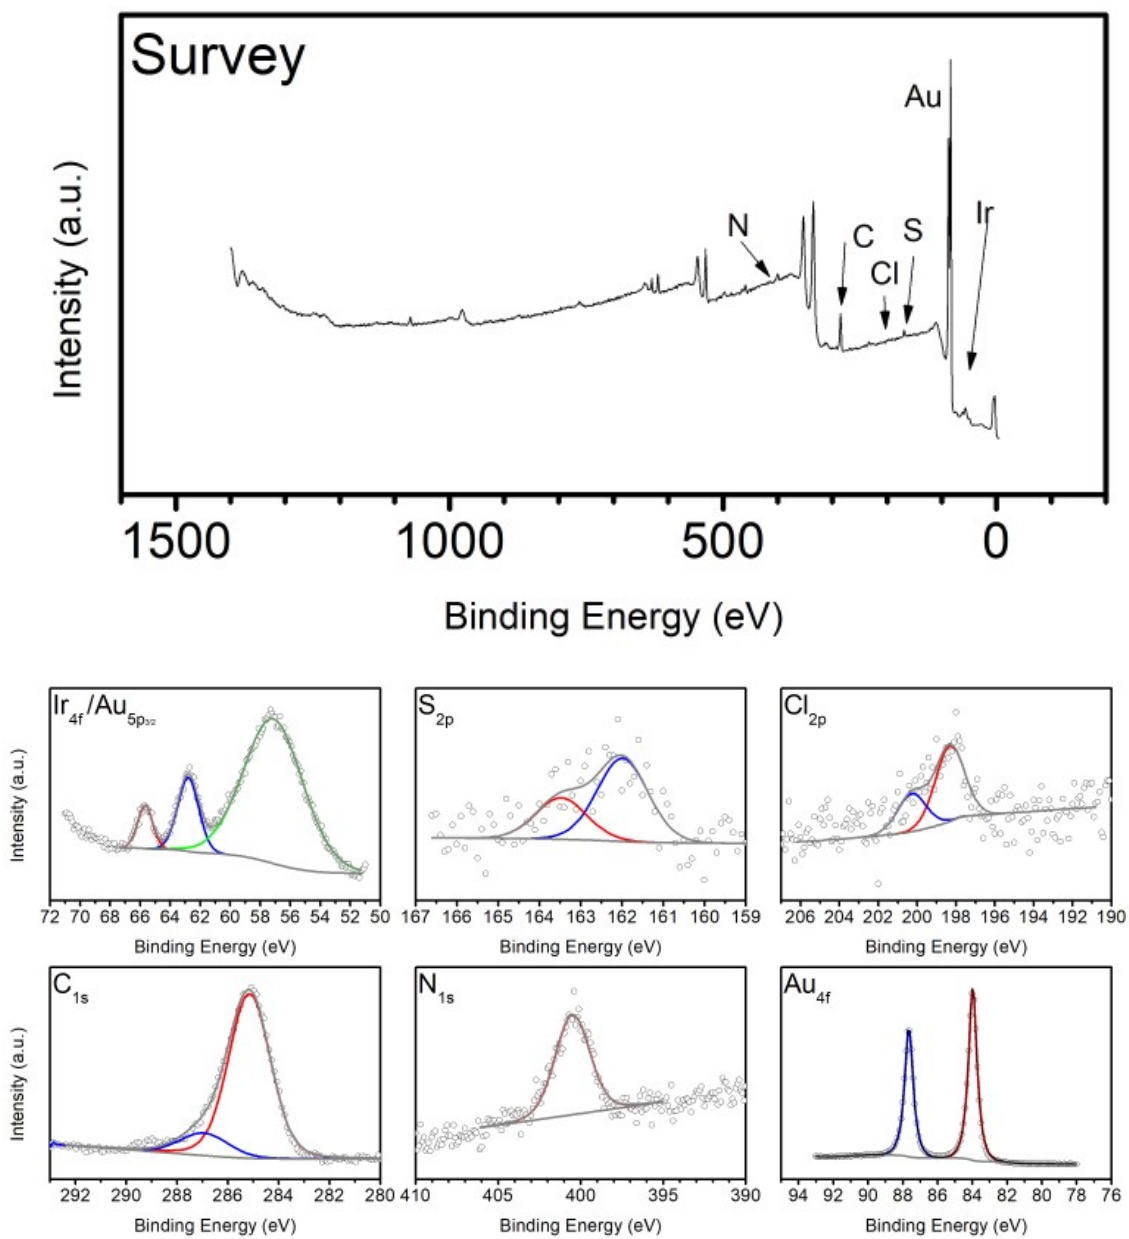 Survey
Au
Ir
N
C
S
Cl
Intensity (a.u.)
1500 1000 500 0
Binding Energy (eV)
Ir4f/Au5p3/2
S2p
Cl2p
Intensity (a.u.)
72 70 68 66 64 62 60 58 56 54 52 50
167 166 165 164 163 162 161 160 159
206 204 202 200 198 196 194 192 190
Binding Energy (eV)
Binding Energy (eV)
Binding Energy (eV)
C1s
N1s
Au4f
Intensity (a.u.)
292 290 288 286 284 282 280
410 405 400 395 390
94 92 90 88 86 84 82 80 78 76
Binding Energy (eV)
Binding Energy (eV)
Binding Energy (eV)